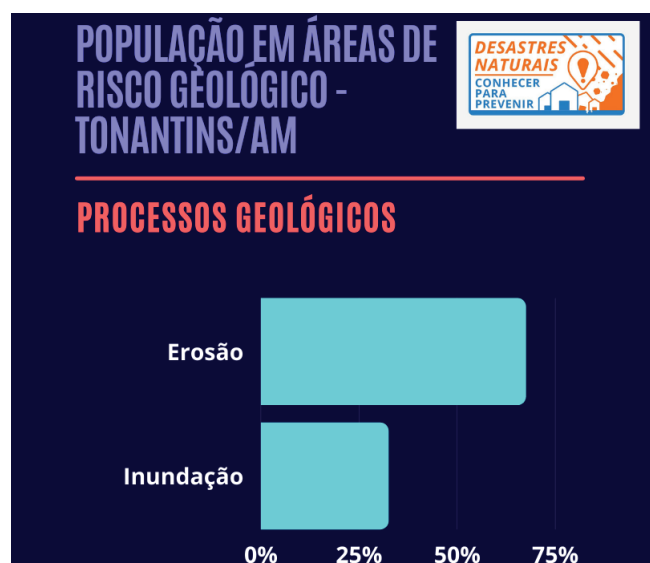 POPULAÇÃO EM ÁREAS DE
RISCO GEOLÓGICO -
TONANTINS/AM
DESASTRES
NATURAIS
CONHECER
PARA
PREVENIR
PROCESSOS GEOLÓGICOS
Erosão
Inundação
0% 25% 50% 75%